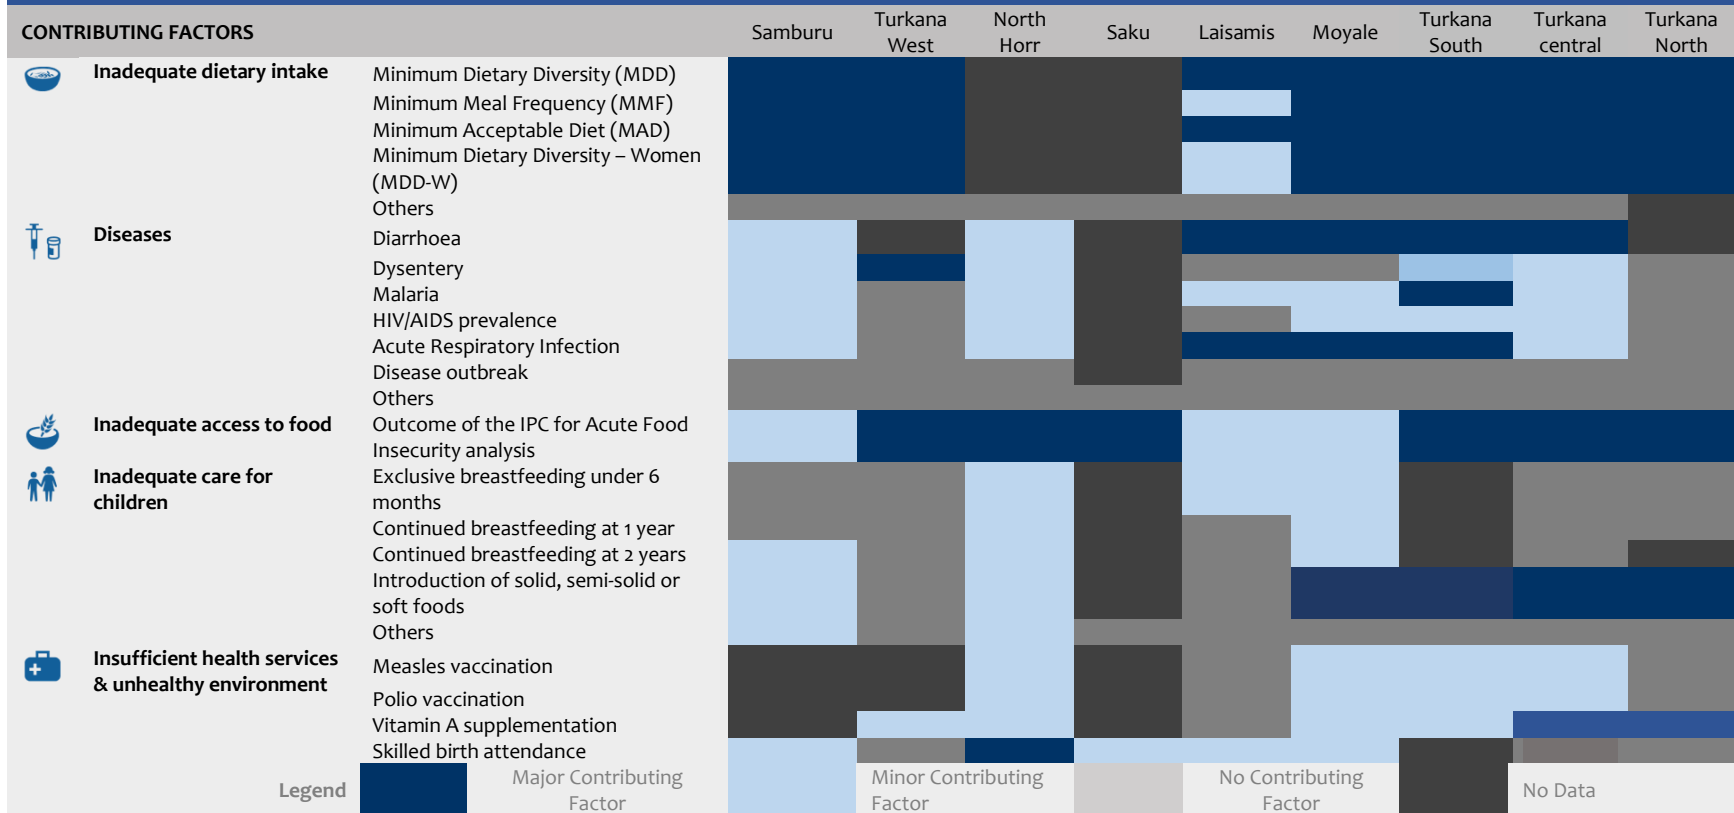 CONTRIBUTING FACTORS Samburu Turkana West North Horr Saku Laisamis Moyale Turkana South Turkana central Turkana North
Inadequate dietary intake Minimum Dietary Diversity (MDD)
Minimum Meal Frequency (MMF)
Minimum Acceptable Diet (MAD)
Minimum Dietary Diversity – Women
(MDD-W)
Others
Diseases Diarrhoea
Dysentery
Malaria
HIV/AIDS prevalence
Acute Respiratory Infection
Disease outbreak
Others
Inadequate access to food Outcome of the IPC for Acute Food
Insecurity analysis
Inadequate care for Exclusive breastfeeding under 6
children months
Continued breastfeeding at 1 year
Continued breastfeeding at 2 years
Introduction of solid, semi-solid or
soft foods
Others
Insufficient health services Measles vaccination
& unhealthy environment
Polio vaccination
Vitamin A supplementation
Skilled birth attendance
Legend Major Contributing Factor Minor Contributing Factor No Contributing Factor No Data